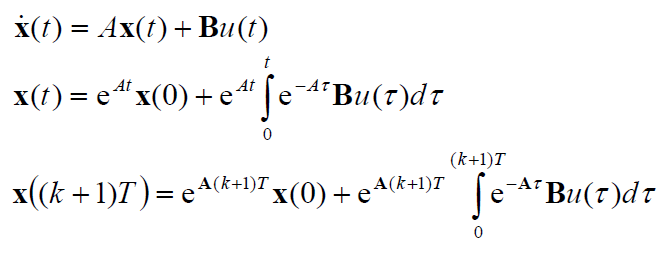 ẋ(t) = Ax(t) + Bu(t)
x(t) = e^{At} x(0) + e^{At} ∫_0^t e^{-Aτ} Bu(τ)dτ
x((k+1)T) = e^{A(k+1)T} x(0) + e^{A(k+1)T} ∫_0^{(k+1)T} e^{-Aτ} Bu(τ)dτ